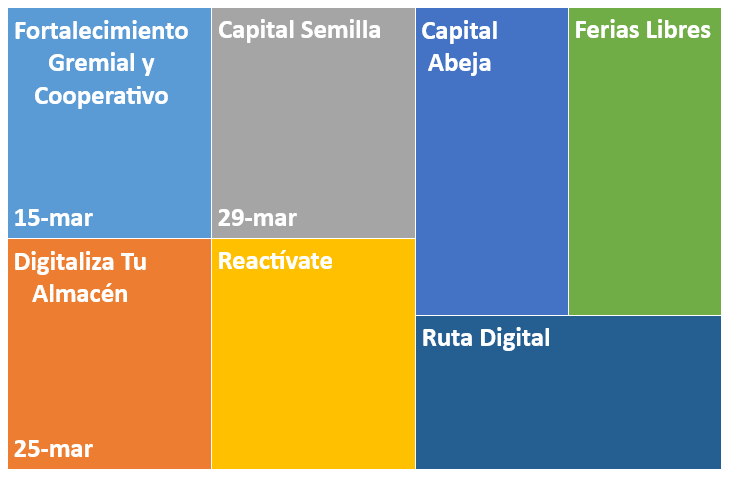 Fortalecimiento
Gremial y
Cooperativo
15-mar
Capital Semilla
29-mar
Capital
Abeja
Ferias Libres
Digitaliza Tu
Almacén
25-mar
Reactívate
Ruta Digital